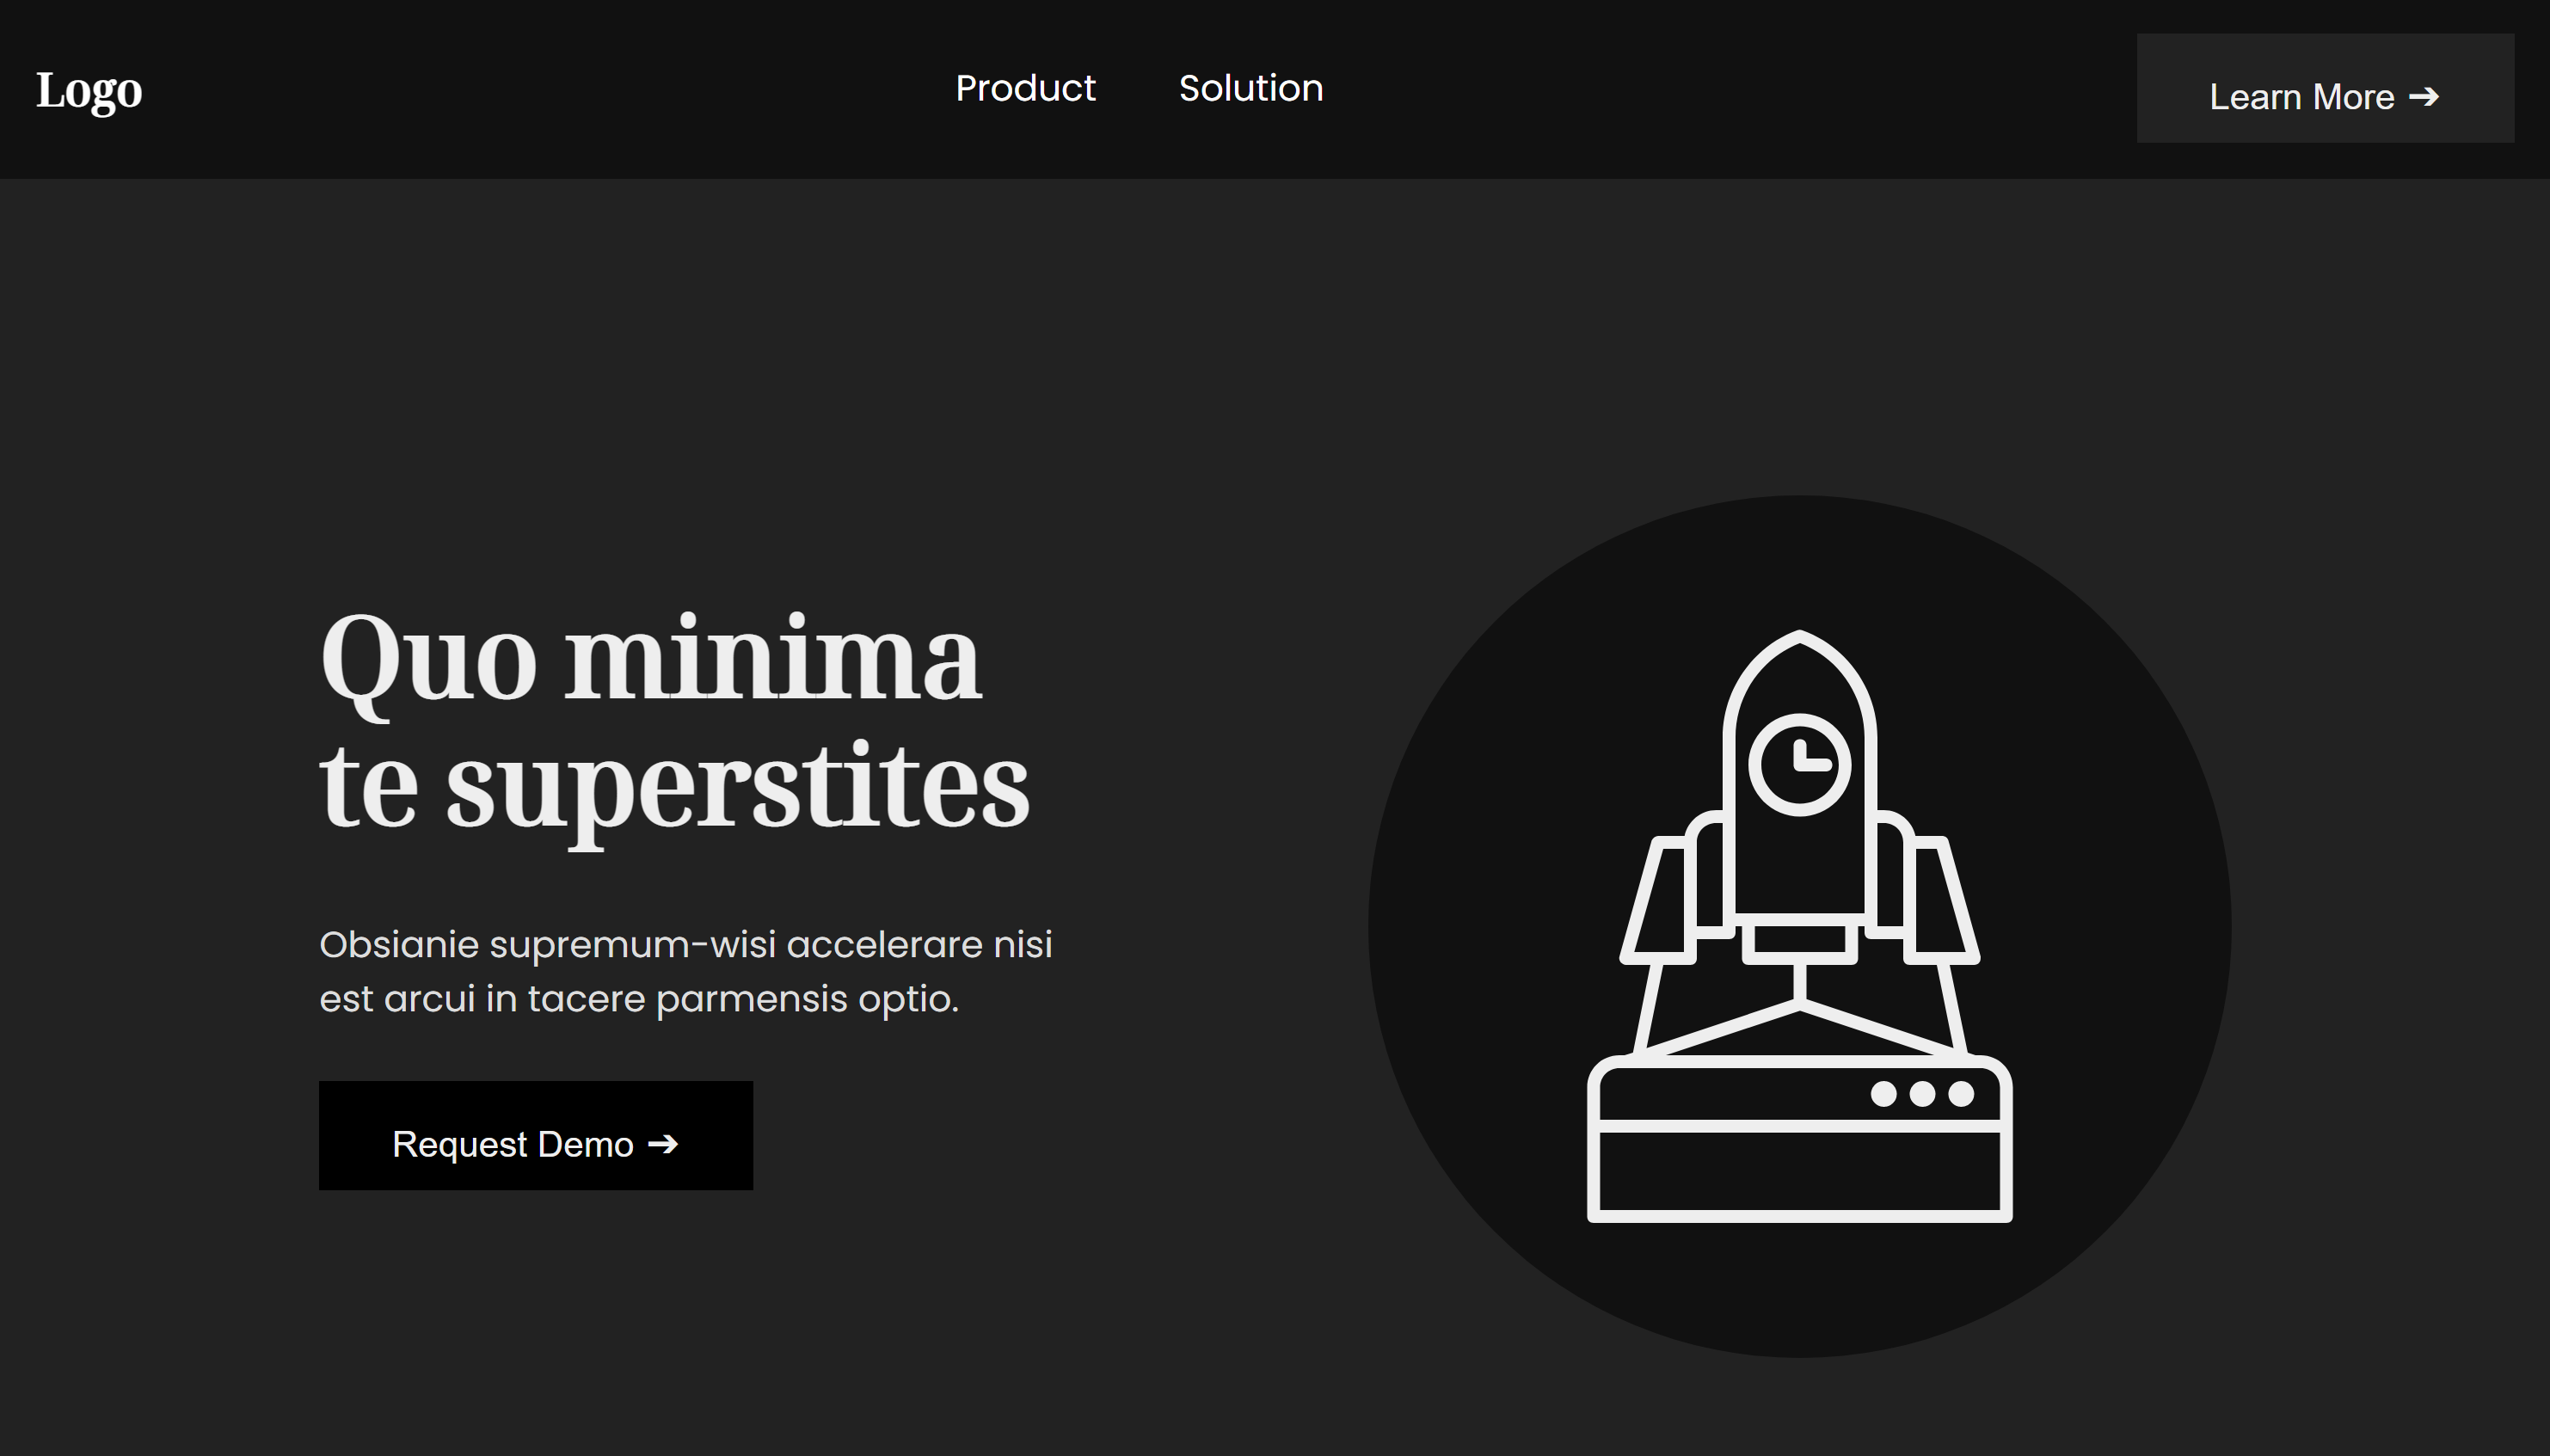 Logo
Product
Solution
Learn More ➔
Quo minima
te superstites
Obsianie supremum-wisi accelerare nisi
est arcui in tacere parmensis optio.
Request Demo ➔